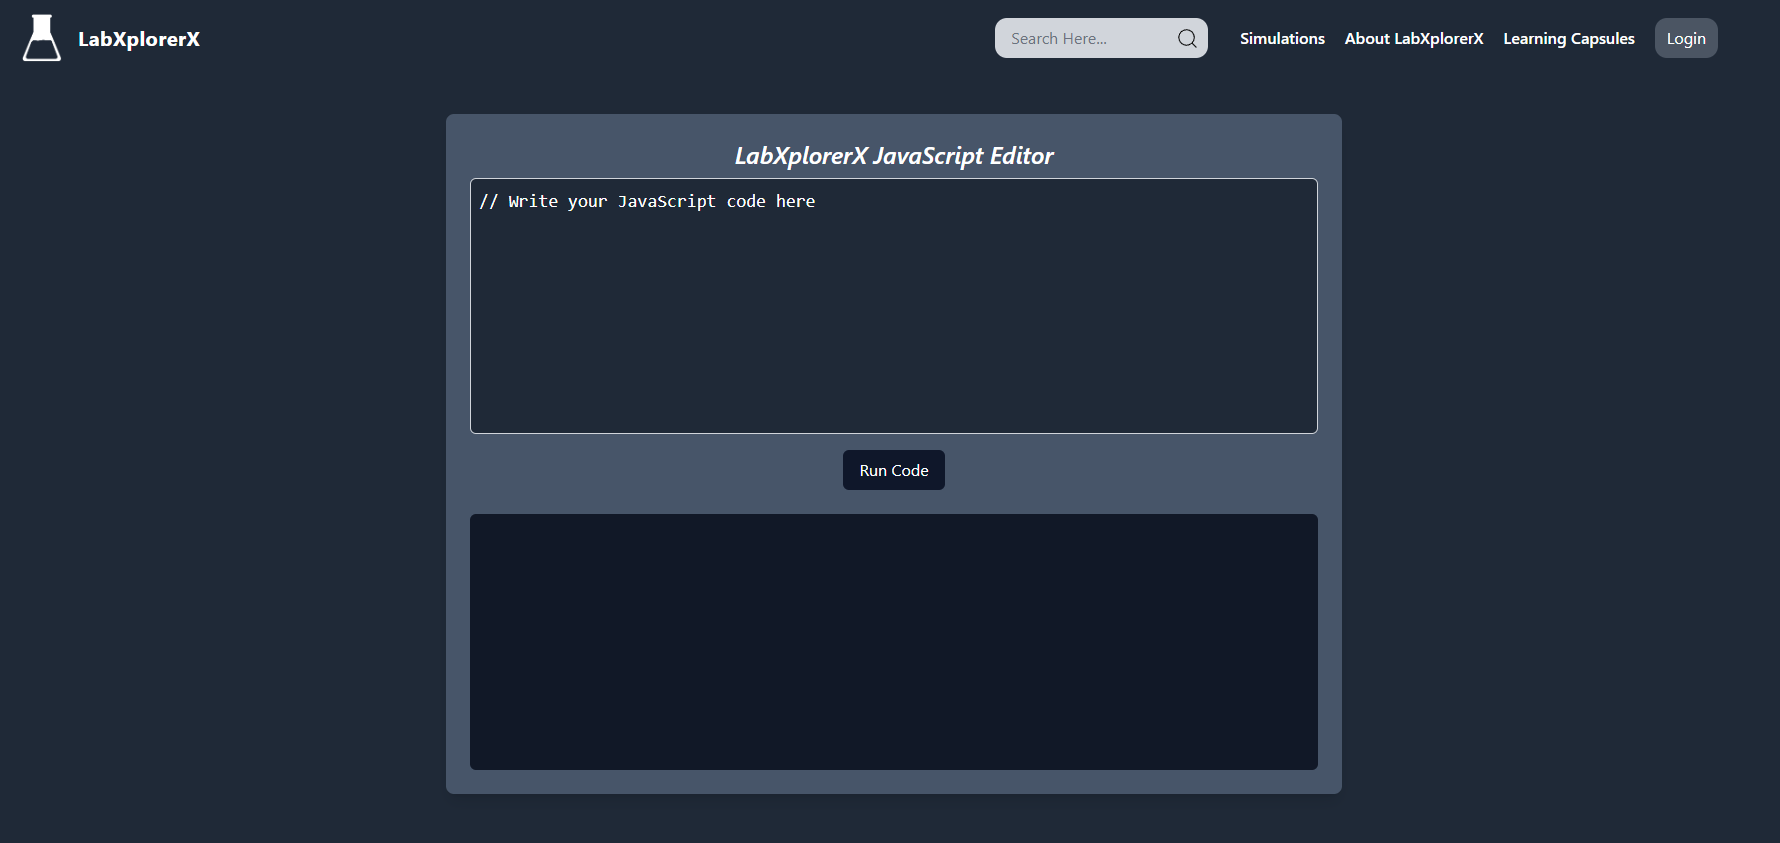 LabXplorerX
Search Here...
Simulations
About LabXplorerX
Learning Capsules
Login
LabXplorerX JavaScript Editor
// Write your JavaScript code here
Run Code